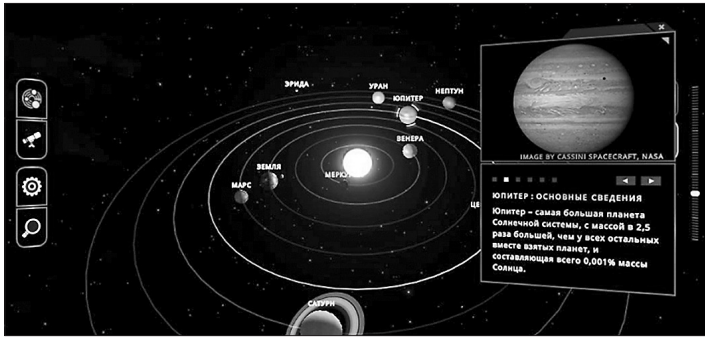 ЭРИДА
УРАН
НЕПТУН
ЮПИТЕР
ВЕНЕРА
ЗЕМЛЯ
МАРС
САТУРН
IMAGE BY CASSINI SPACECRAFT, NASA
ЮПИТЕР : ОСНОВНЫЕ СВЕДЕНИЯ
Юпитер – самая большая планета
Солнечной системы, с массой в 2,5
раза большей, чем у всех остальных
вместе взятых планет, и
составляющая всего 0,001% массы
Солнца.